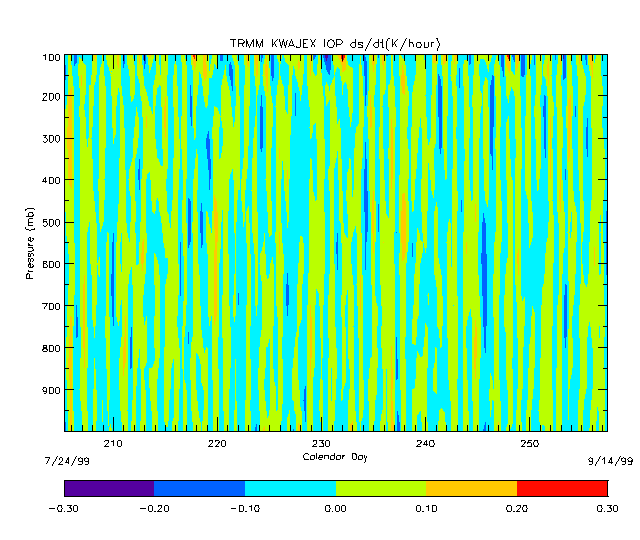 TRMM KWAJEX IOP ds/dt(K/hour)
100
200
300
400
500
600
700
800
900
Pressure (mb)
210 220 230 240 250
Calendar Day
7/24/99 9/14/99
-0.30 -0.20 -0.10 0.00 0.10 0.20 0.30